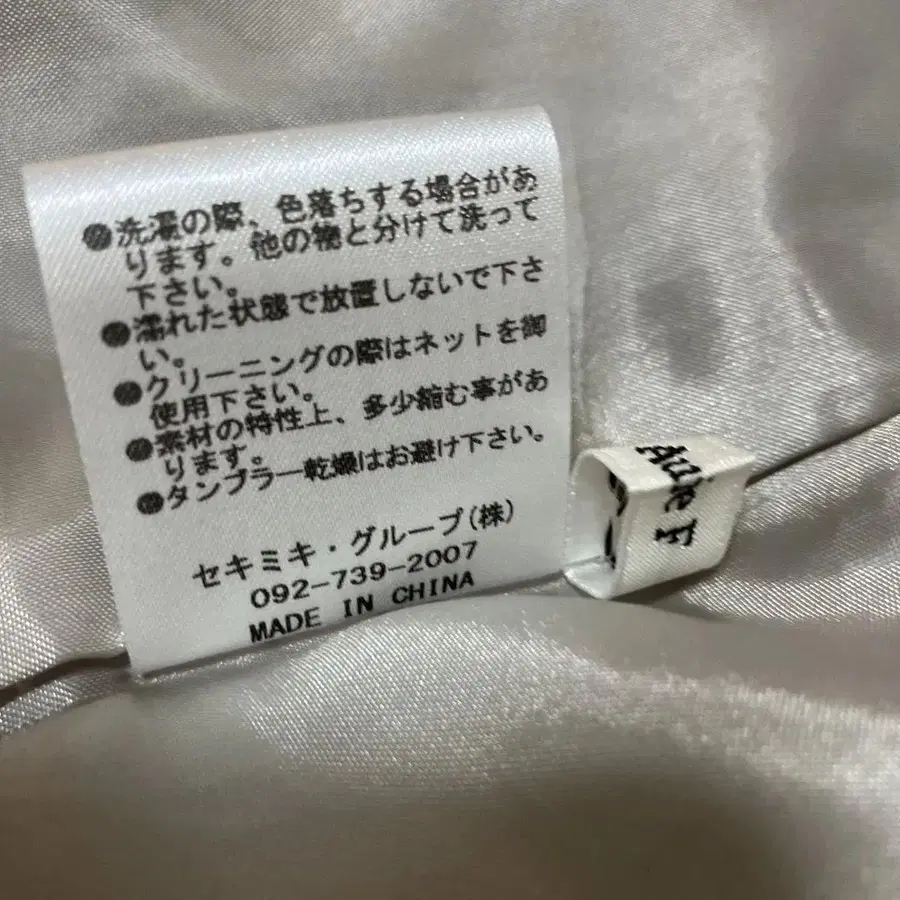 ●洗濯の際、色落ちする場合があ
ります。他の物と分けて洗って
下さい。
●濡れた状態で放置しないで下さ
い。
●クリーニングの際はネットを御
使用下さい。
●素材の特性上、多少縮む事があ
ります。
●タンブラー乾燥はお避け下さい。
セキミキ・グループ(株)
092-739-2007
MADE IN CHINA
Axe F